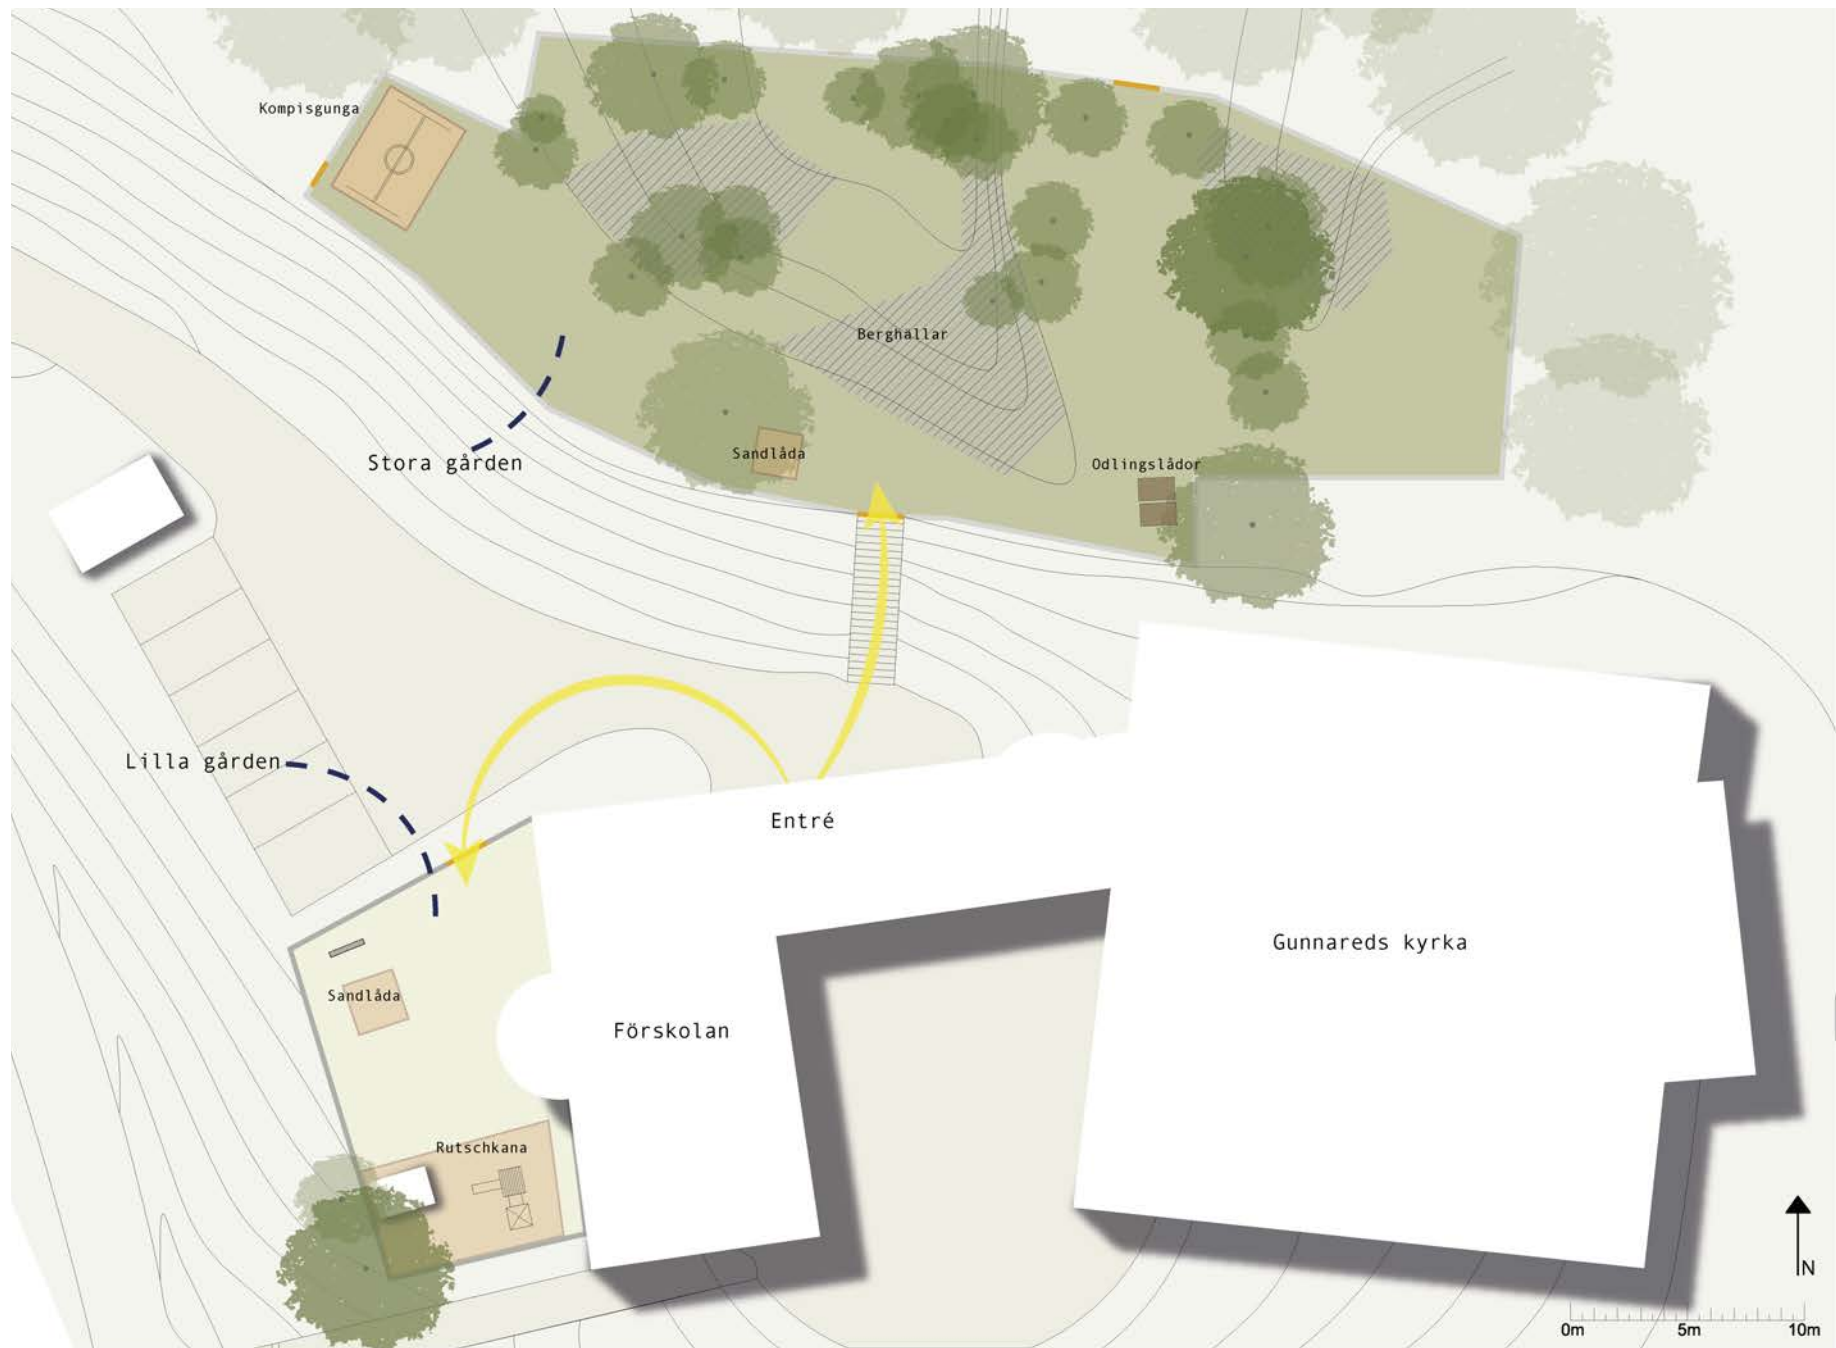 Kompisgunga
Berghällar
Sandlåda
Odlingslådor
Stora gården
Lilla gården
Entré
Gunnareds kyrka
Sandlåda
Förskolan
Rutschkana
N
0m 5m 10m